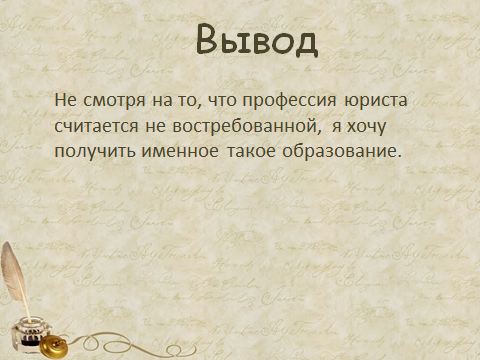 Вывод
Не смотря на то, что профессия юриста
считается не востребованной, я хочу
получить именное такое образование.